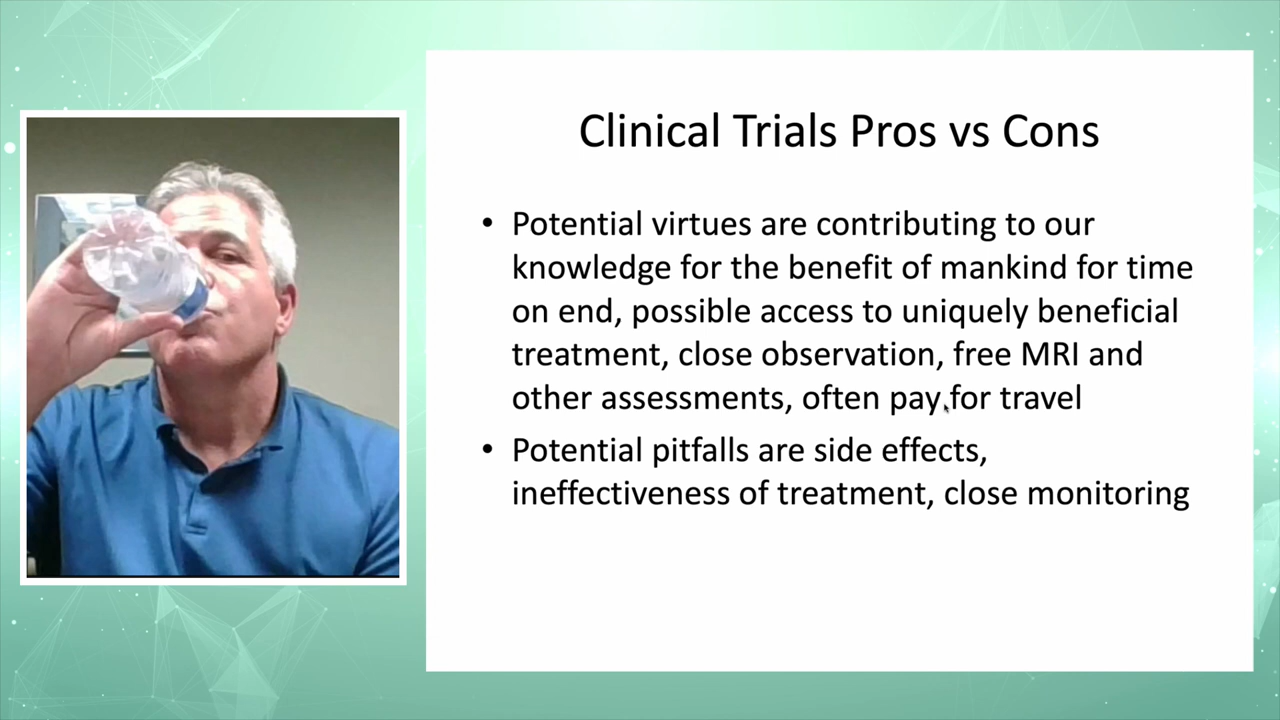 Clinical Trials Pros vs Cons
• Potential virtues are contributing to our
knowledge for the benefit of mankind for time
on end, possible access to uniquely beneficial
treatment, close observation, free MRI and
other assessments, often pay for travel
• Potential pitfalls are side effects,
ineffectiveness of treatment, close monitoring